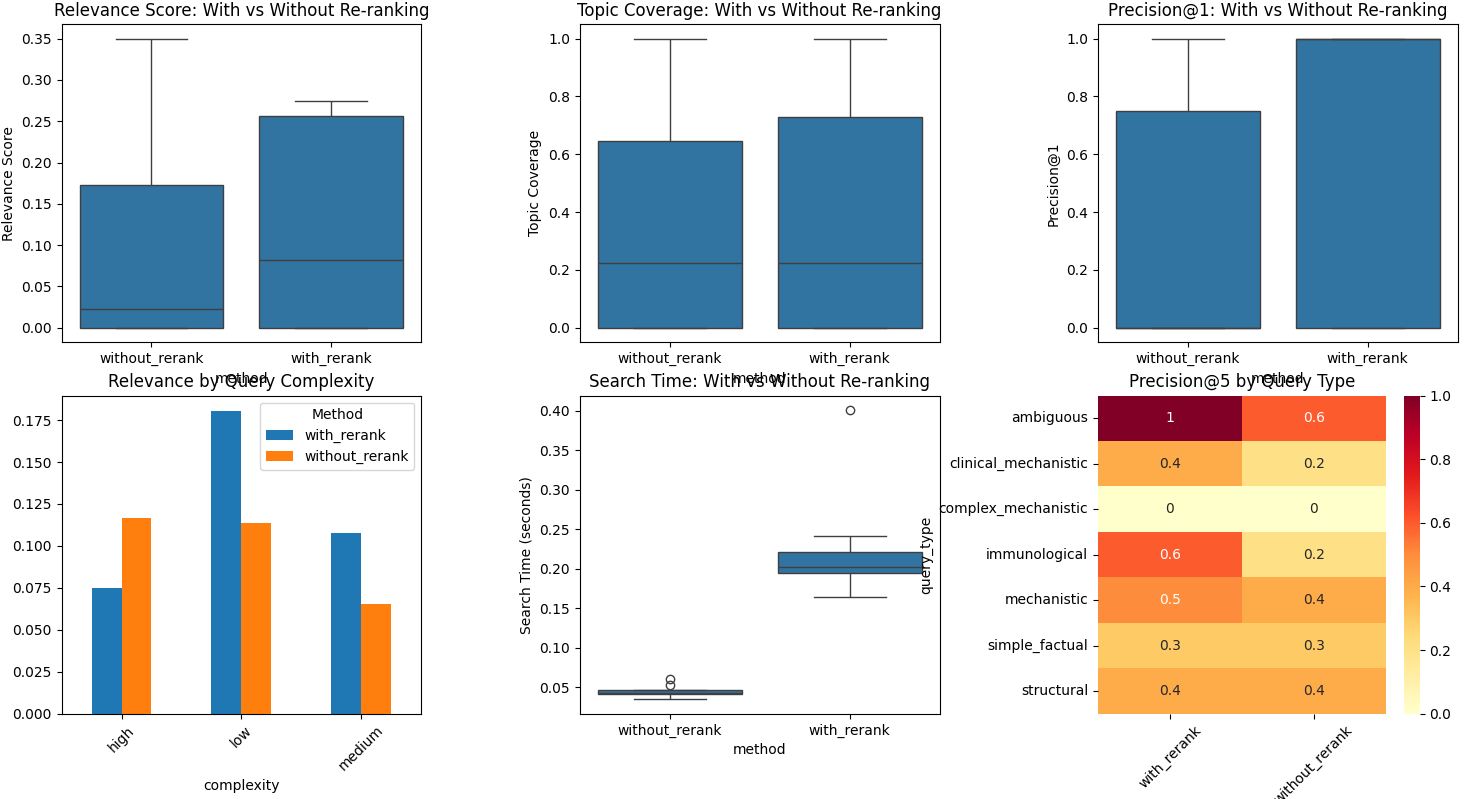 Relevance Score: With vs Without Re-ranking
Relevance Score
0.35
0.30
0.25
0.20
0.15
0.10
0.05
0.00
without_rerank
with_rerank
method
Topic Coverage: With vs Without Re-ranking
Topic Coverage
1.0
0.8
0.6
0.4
0.2
0.0
without_rerank
with_rerank
method
Precision@1: With vs Without Re-ranking
Precision@1
1.0
0.8
0.6
0.4
0.2
0.0
without_rerank
with_rerank
method
Relevance by Query Complexity
0.175
0.150
0.125
0.100
0.075
0.050
0.025
0.000
Method
with_rerank
without_rerank
high
low
medium
complexity
Search Time: With vs Without Re-ranking
Search Time (seconds)
0.40
0.35
0.30
0.25
0.20
0.15
0.10
0.05
without_rerank
with_rerank
method
Precision@5 by Query Type
query_type
ambiguous 1 0.6
clinical_mechanistic 0.4 0.2
complex_mechanistic 0 0
immunological 0.6 0.2
mechanistic 0.5 0.4
simple_factual 0.3 0.3
structural 0.4 0.4
with_rerank
without_rerank
1.0
0.8
0.6
0.4
0.2
0.0